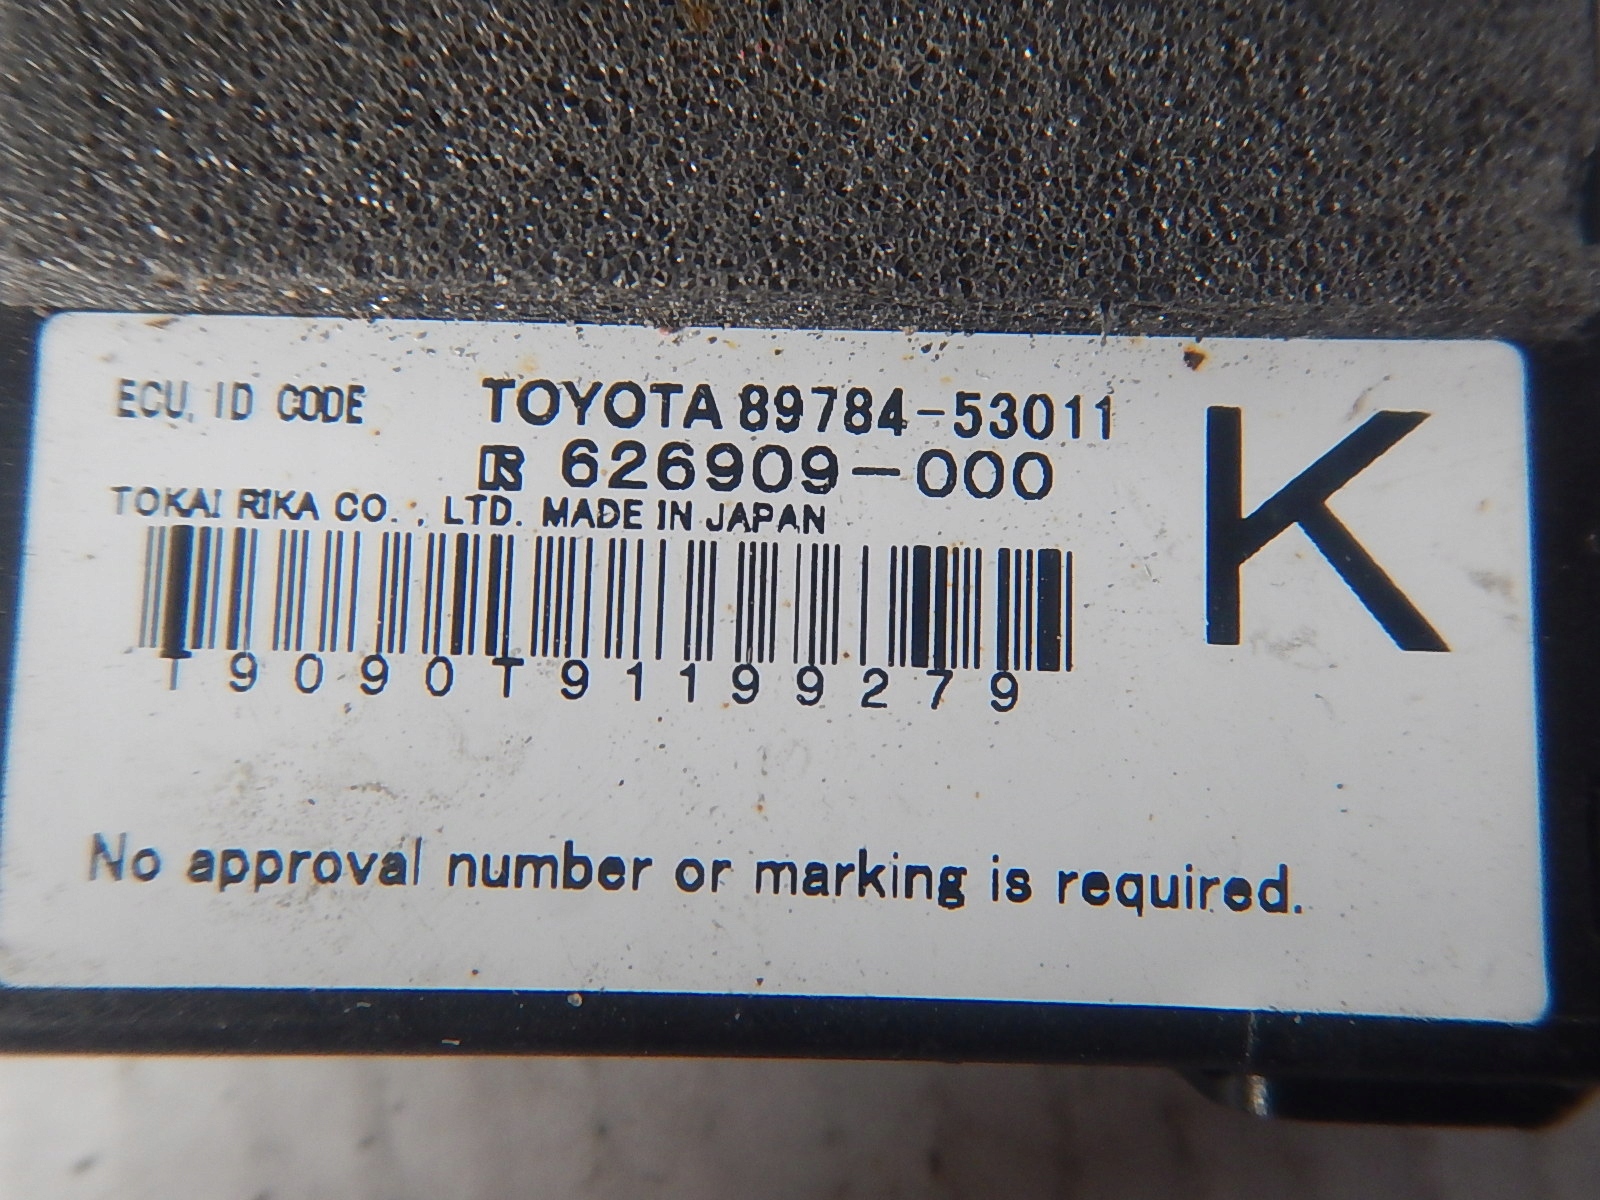 ECU, ID CODE TOYOTA 89784-53011
626909-000
K
TOKAI RIKA CO., LTD. MADE IN JAPAN
T9090T91199279
No approval number or marking is required.